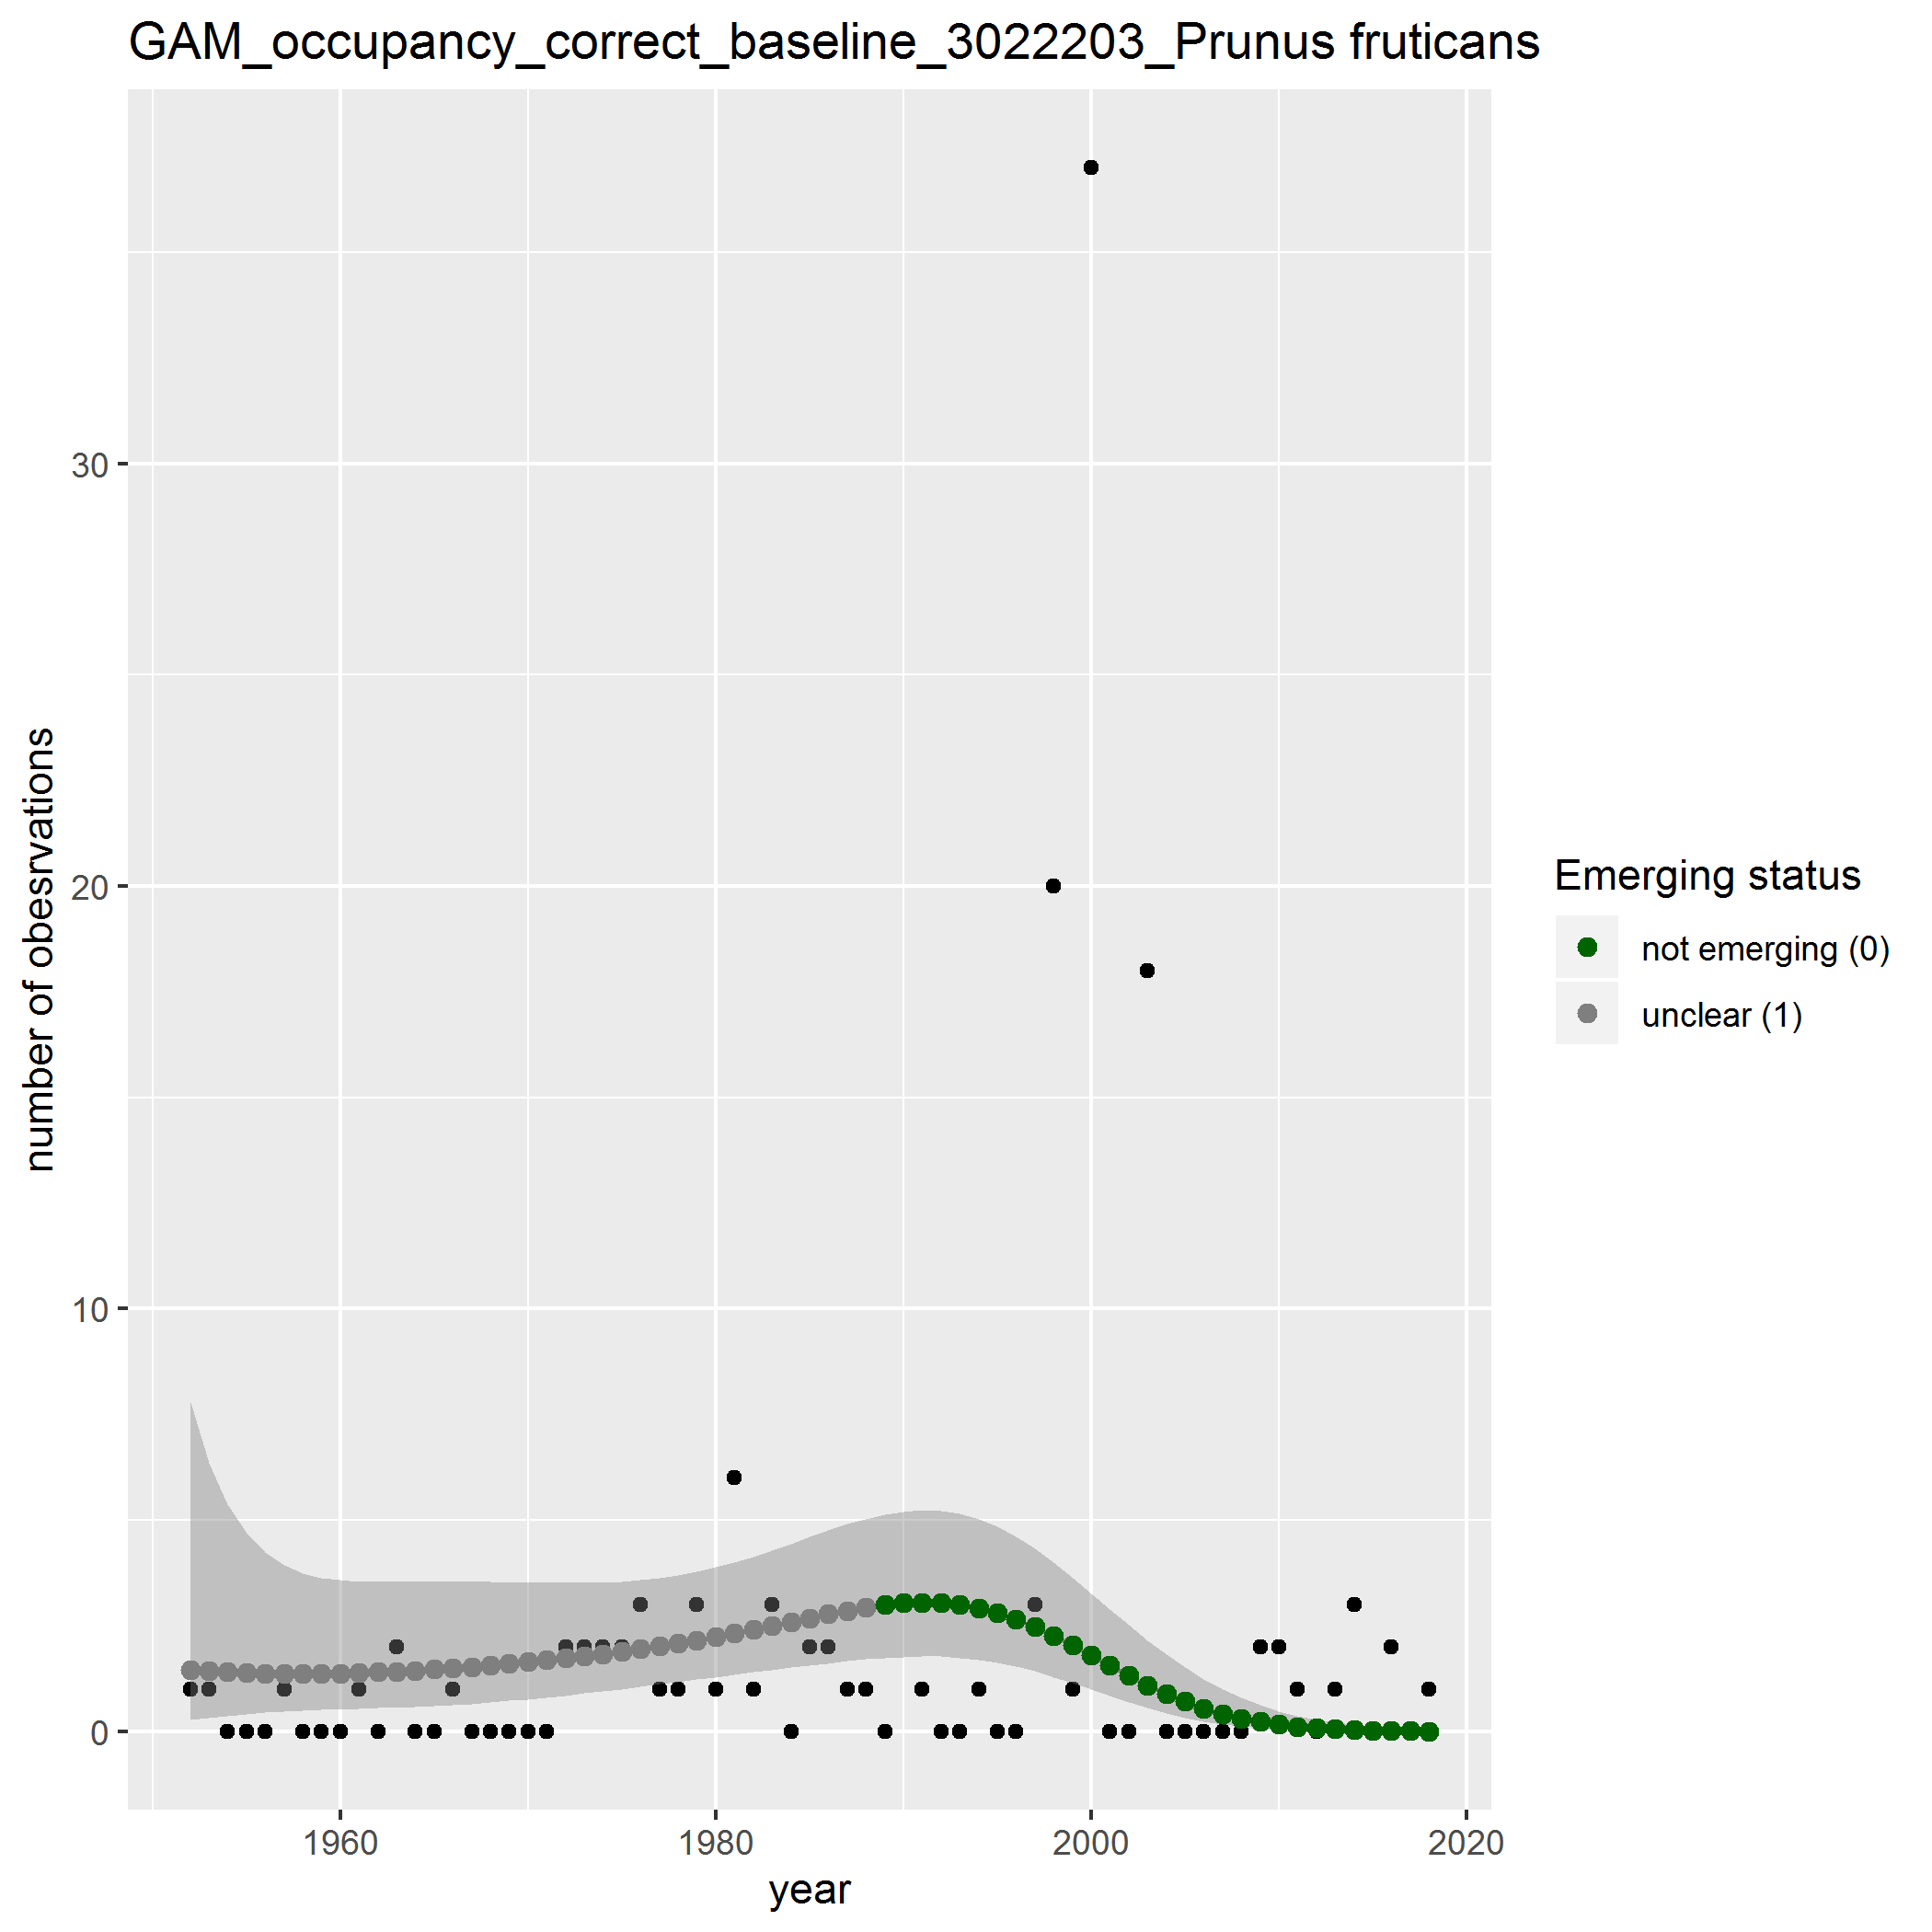 GAM_occupancy_correct_baseline_3022203_Prunus fruticans
number of obesrvations
30
20
10
0
1960
1980
2000
2020
year
Emerging status
not emerging (0)
unclear (1)